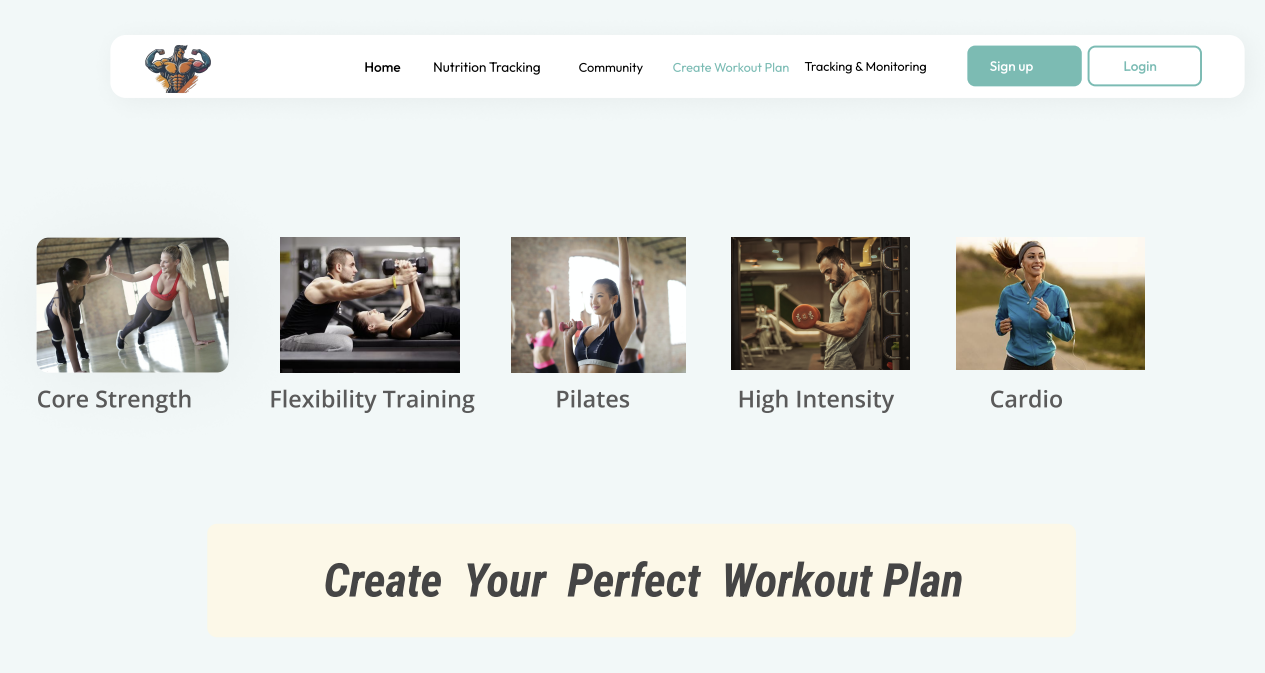 Home Nutrition Tracking Community Create Workout Plan Tracking & Monitoring Sign up Login
Core Strength Flexibility Training Pilates High Intensity Cardio
Create Your Perfect Workout Plan